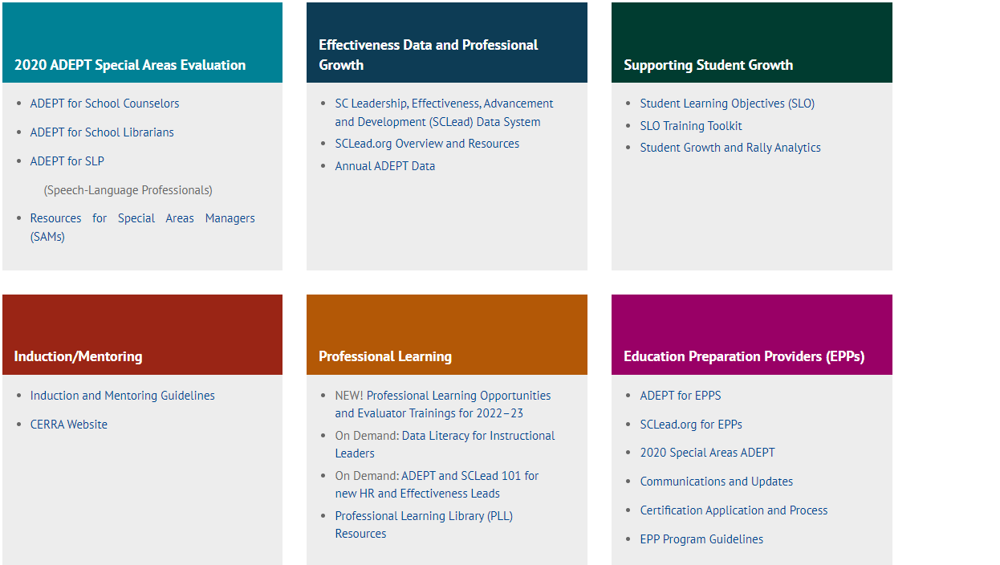 2020 ADEPT Special Areas Evaluation
• ADEPT for School Counselors
• ADEPT for School Librarians
• ADEPT for SLP
(Speech-Language Professionals)
• Resources for Special Areas Managers
(SAMs)
Effectiveness Data and Professional
Growth
• SC Leadership, Effectiveness, Advancement
and Development (SCLead) Data System
• SCLead.org Overview and Resources
• Annual ADEPT Data
Supporting Student Growth
• Student Learning Objectives (SLO)
• SLO Training Toolkit
• Student Growth and Rally Analytics
Induction/Mentoring
• Induction and Mentoring Guidelines
• CERRA Website
Professional Learning
• NEW! Professional Learning Opportunities
and Evaluator Trainings for 2022–23
• On Demand: Data Literacy for Instructional
Leaders
• On Demand: ADEPT and SCLead 101 for
new HR and Effectiveness Leads
• Professional Learning Library (PLL)
Resources
Education Preparation Providers (EPPs)
• ADEPT for EPPS
• SCLead.org for EPPs
• 2020 Special Areas ADEPT
• Communications and Updates
• Certification Application and Process
• EPP Program Guidelines